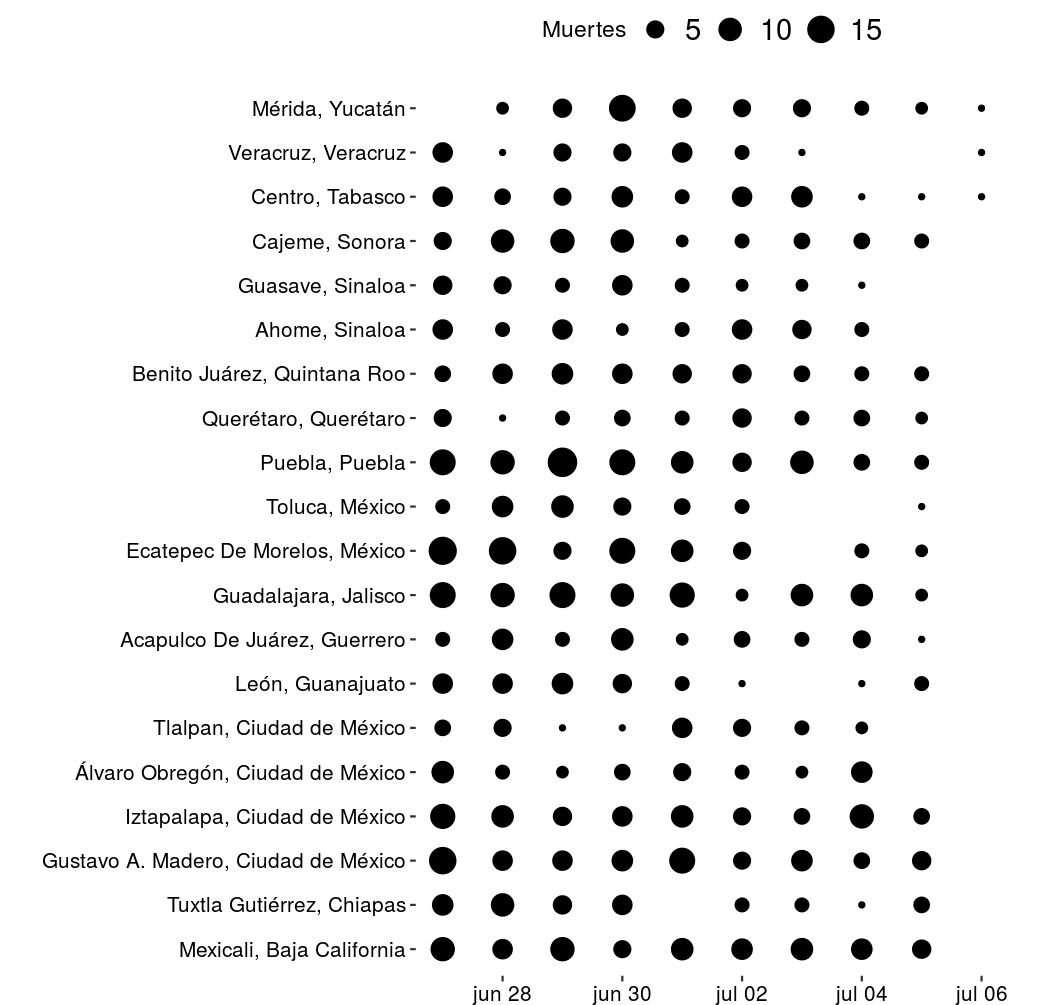 Muertes 5 10 15
Mérida, Yucatán
Veracruz, Veracruz
Centro, Tabasco
Cajeme, Sonora
Guasave, Sinaloa
Ahome, Sinaloa
Benito Juárez, Quintana Roo
Querétaro, Querétaro
Puebla, Puebla
Toluca, México
Ecatepec De Morelos, México
Guadalajara, Jalisco
Acapulco De Juárez, Guerrero
León, Guanajuato
Tlalpan, Ciudad de México
Álvaro Obregón, Ciudad de México
Iztapalapa, Ciudad de México
Gustavo A. Madero, Ciudad de México
Tuxtla Gutiérrez, Chiapas
Mexicali, Baja California
jun 28 jun 30 jul 02 jul 04 jul 06